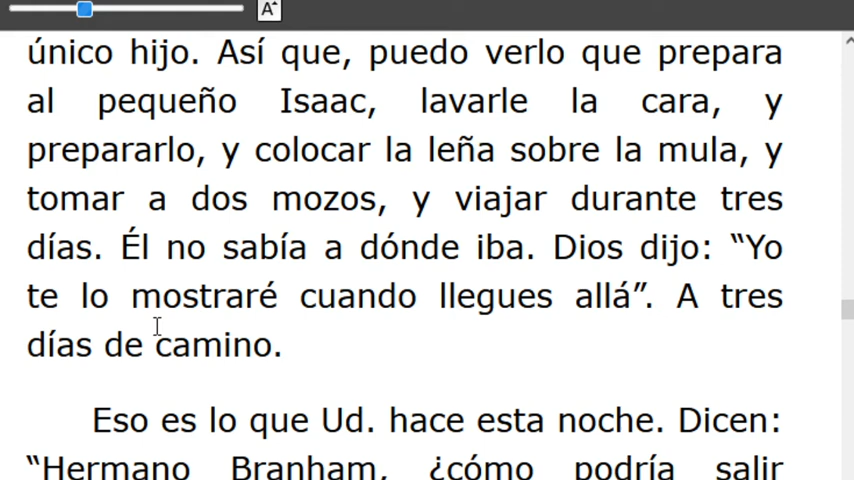 A
único hijo. Así que, puedo verlo que prepara
al pequeño Isaac, lavarle la cara, y
prepararlo, y colocar la leña sobre la mula, y
tomar a dos mozos, y viajar durante tres
días. Él no sabía a dónde iba. Dios dijo: “Yo
te lo mostraré cuando llegues allá”. A tres
días de camino.
Eso es lo que Ud. hace esta noche. Dicen:
“Hermano Branham, ¿cómo podría salir